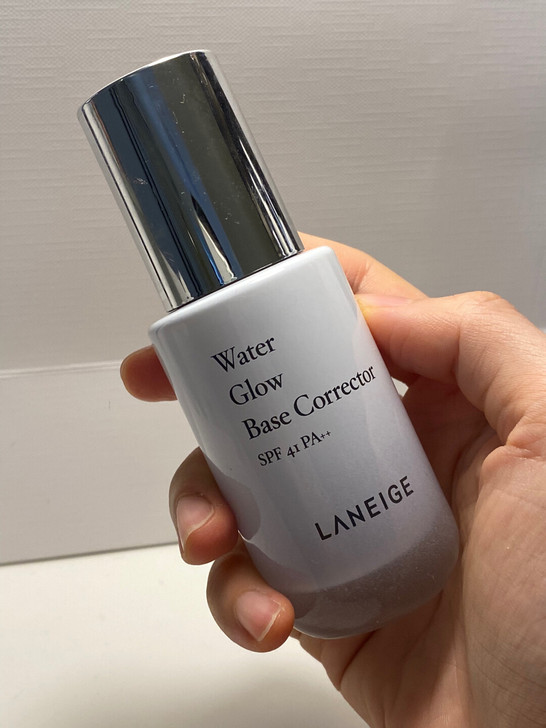 Water
Glow
Base Corrector
SPF 41 PA++
LANEIGE